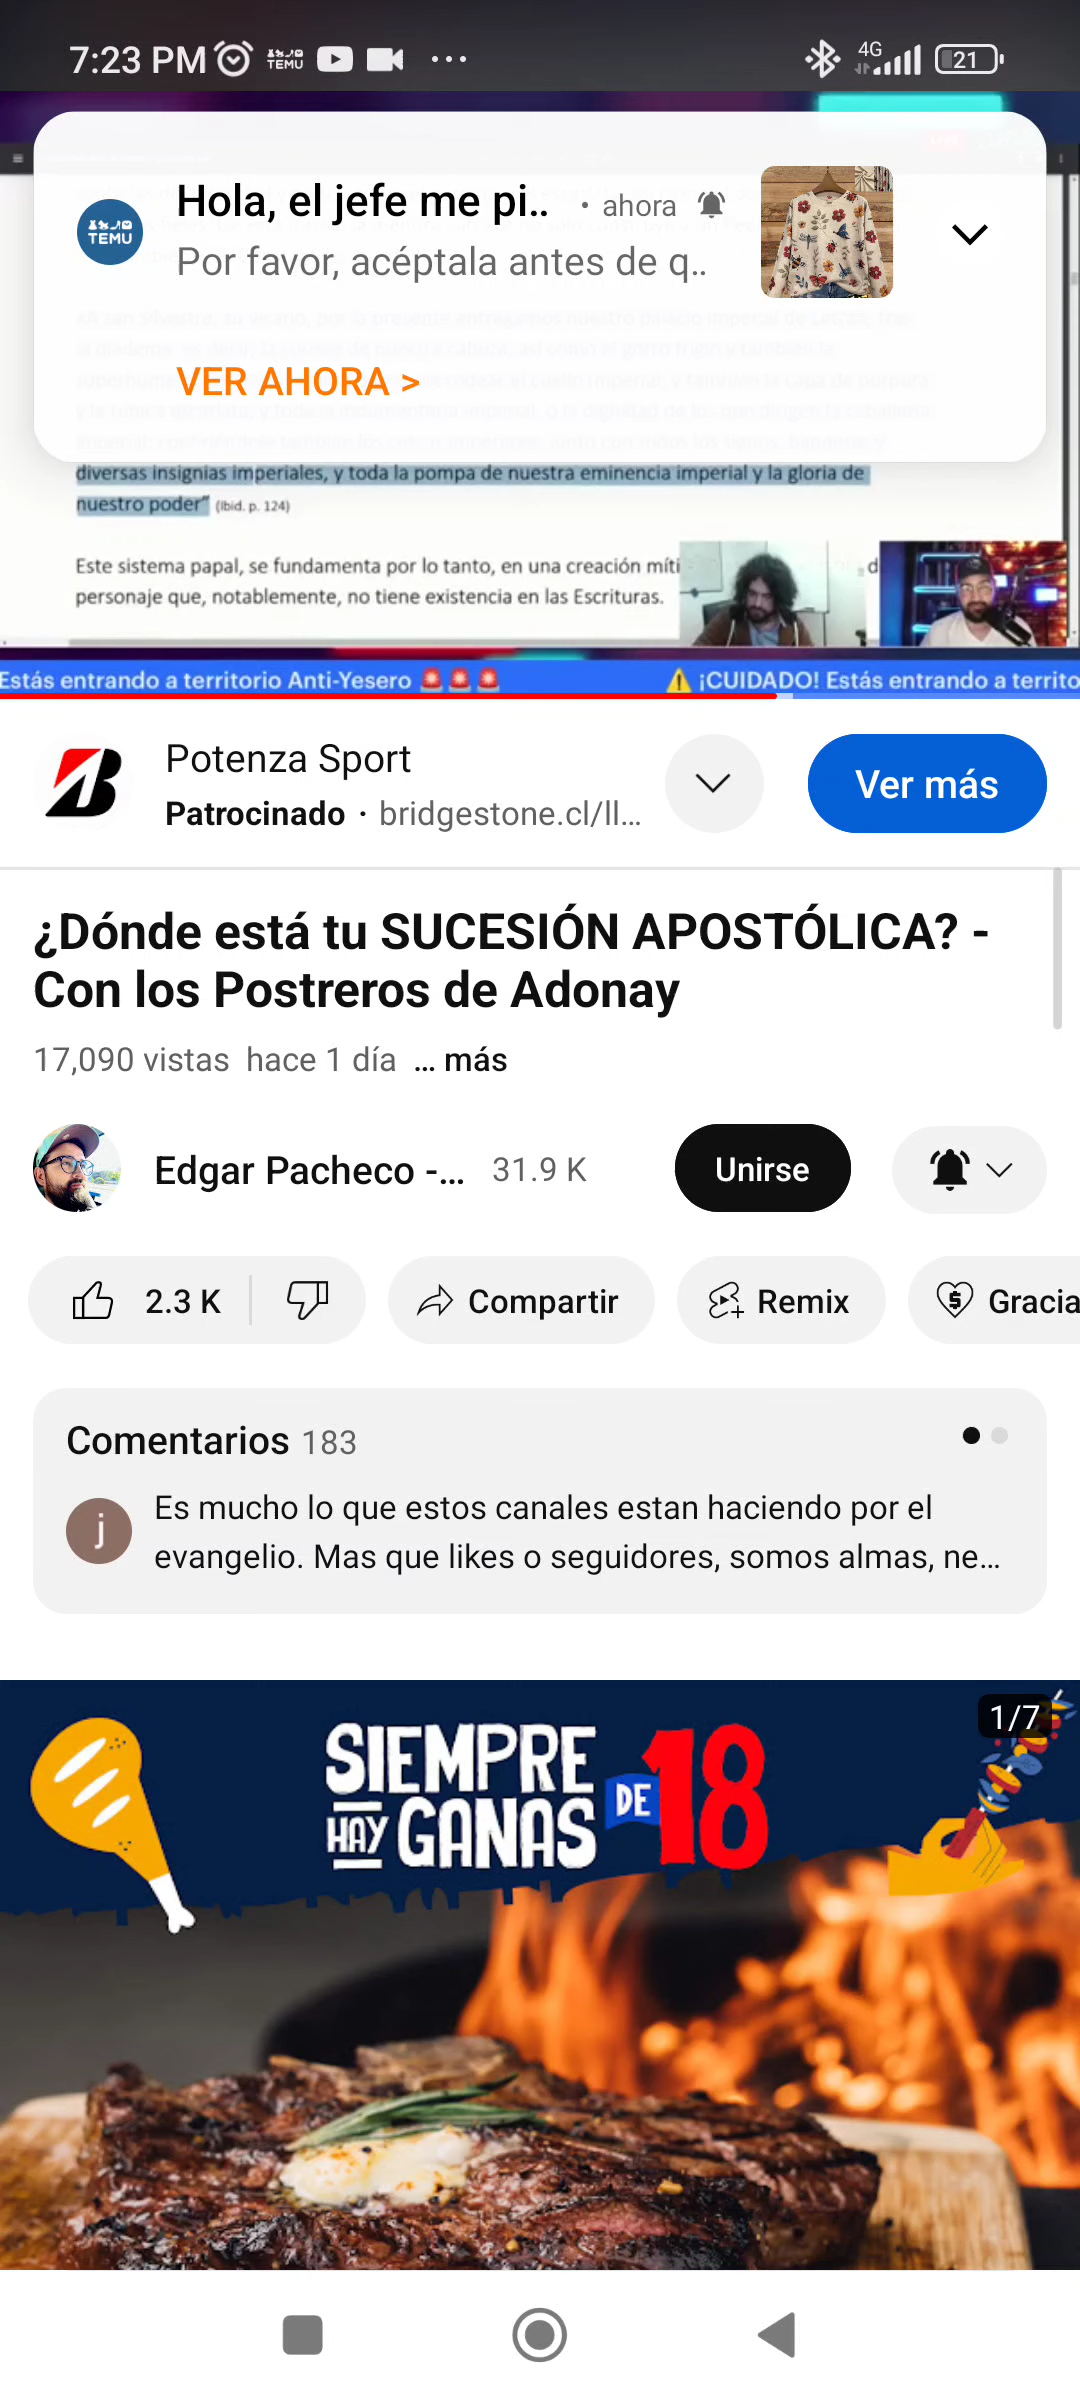 7:23 PM
TEMU
4G
21
TEMU
Hola, el jefe me pi.. • ahora
Por favor, acéptala antes de q..
VER AHORA >
diversas insignias imperiales, y toda la pompa de nuestra eminencia imperial y la gloria de
nuestro poder" (Ibid. p. 124)
Este sistema papal, se fundamenta por lo tanto, en una creación míti
personaje que, notablemente, no tiene existencia en las Escrituras.
Estás entrando a territorio Anti-Yesero 🚨🚨🚨 ⚠️ ¡CUIDADO! Estás entrando a territo
Potenza Sport
Patrocinado · bridgestone.cl/ll...
Ver más
¿Dónde está tu SUCESIÓN APOSTÓLICA? -
Con los Postreros de Adonay
17,090 vistas hace 1 día ... más
Edgar Pacheco -... 31.9 K
Unirse
2.3 K
Compartir
Remix
Gracia
Comentarios 183
j
Es mucho lo que estos canales estan haciendo por el
evangelio. Mas que likes o seguidores, somos almas, ne...
1/7
SIEMPRE
HAY GANAS
DE 18